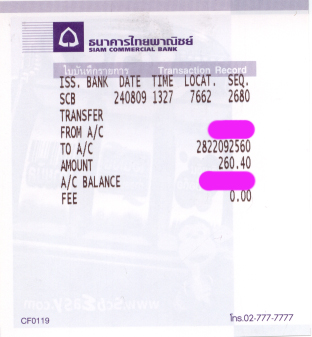 ธนาคารไทยพาณิชย์
SIAM COMMERCIAL BANK
ใบบันทึกรายการ Transaction Record
ISS. BANK DATE TIME LOCAT. SEQ.
SCB 240809 1327 7662 2680
TRANSFER
FROM A/C
TO A/C 2822092560
AMOUNT 260.40
A/C BALANCE
FEE 0.00
www.scbEasy.com
CF0119 โทร.02-777-7777